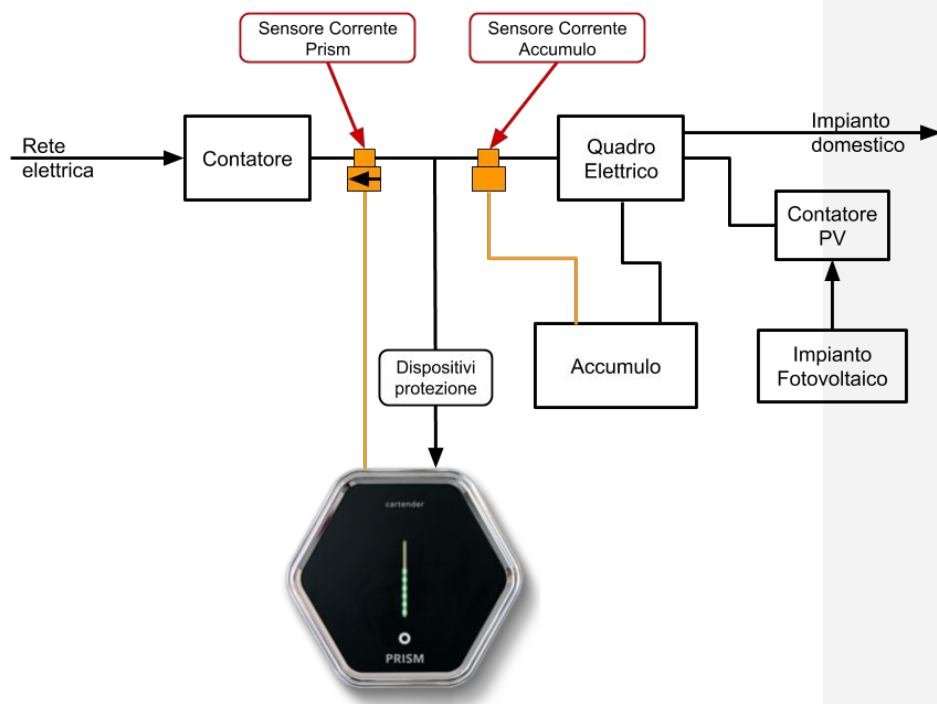 Sensore Corrente
Prism
Sensore Corrente
Accumulo
Rete
elettrica
Contatore
Quadro
Elettrico
Impianto
domestico
Contatore
PV
Dispositivi
protezione
Accumulo
Impianto
Fotovoltaico
cartender
PRISM